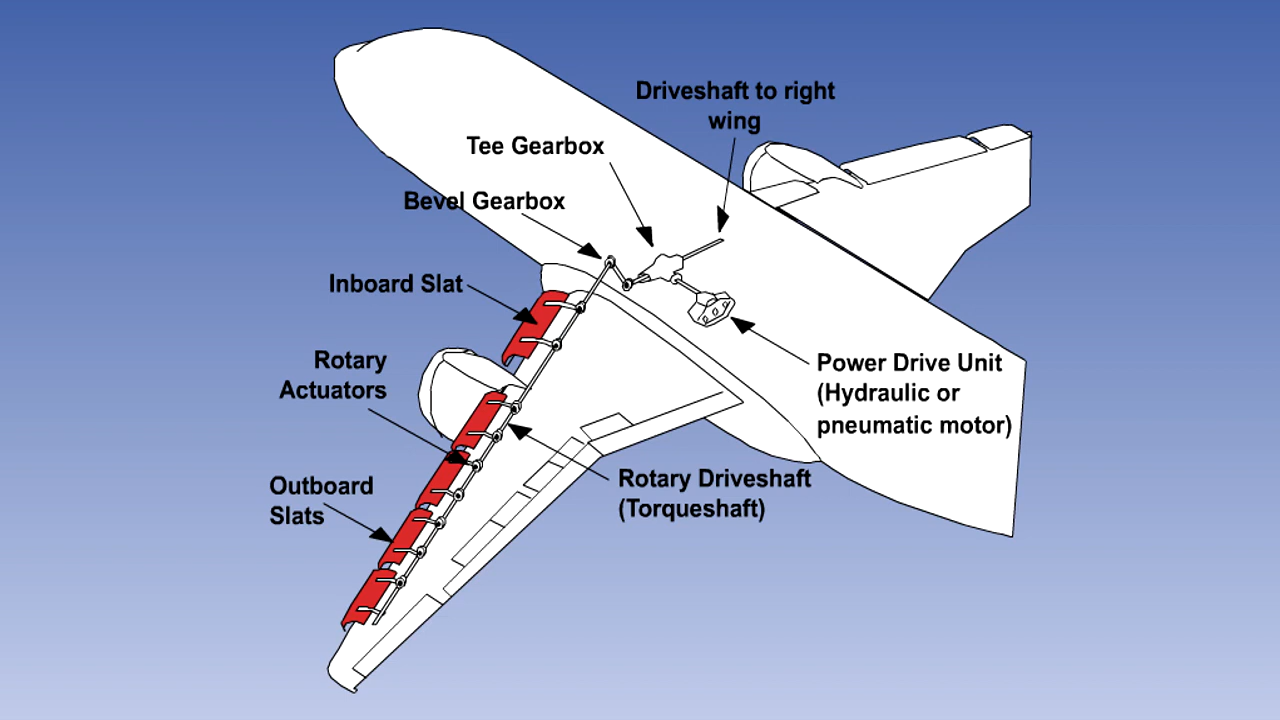 Driveshaft to right
wing
Tee Gearbox
Bevel Gearbox
Inboard Slat
Rotary
Actuators
Power Drive Unit
(Hydraulic or
pneumatic motor)
Rotary Driveshaft
(Torqueshaft)
Outboard
Slats